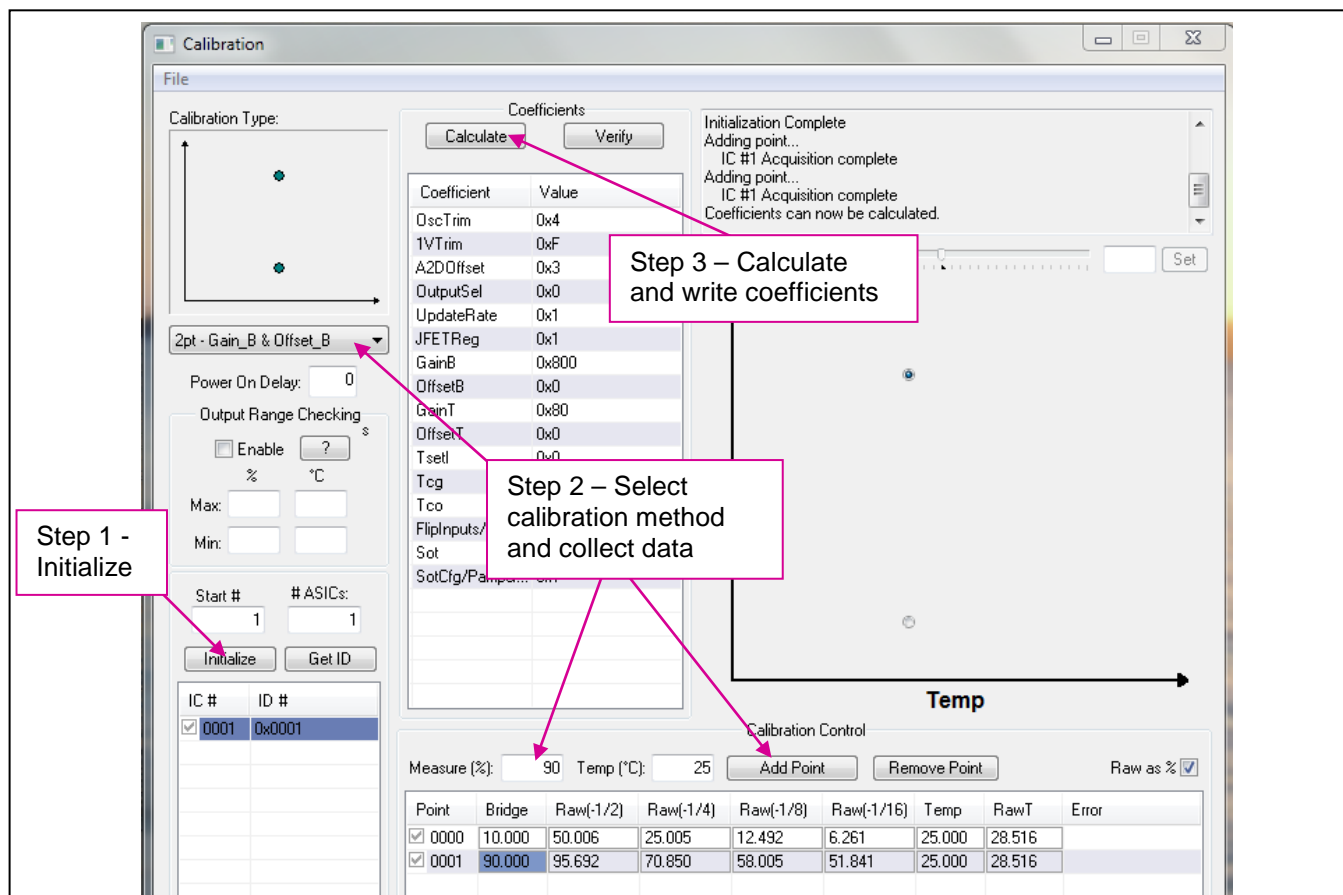 Calibration
File
Calibration Type:
2pt - Gain_B & Offset_B
Power On Delay: 0
Output Range Checking
s
Enable ?
% °C
Max:
Min:
Step 1 -
Initialize
Start # # ASICs:
1 1
Initialize Get ID
IC # ID #
0001 0x0001
Coefficients
Calculate Verify
Coefficient Value
OscTrim 0x4
1VTrim 0xF
A2DOffset 0x3
OutputSel 0x0
UpdateRate 0x1
JFETReg 0x1
GainB 0x800
OffsetB 0x0
GainT 0x80
OffsetT 0x0
Tsetl 0x0
Tcg
Tco
FlipInputs/
Sot
Step 2 – Select
calibration method
and collect data
Initialization Complete
Adding point...
IC #1 Acquisition complete
Adding point...
IC #1 Acquisition complete
Coefficients can now be calculated.
Step 3 – Calculate
and write coefficients
Set
Temp
Calibration Control
Measure (%): 90 Temp (°C): 25 Add Point Remove Point Raw as %
Point Bridge Raw(-1/2) Raw(-1/4) Raw(-1/8) Raw(-1/16) Temp RawT Error
0000 10.000 50.006 25.005 12.492 6.261 25.000 28.516
0001 90.000 95.692 70.850 58.005 51.841 25.000 28.516